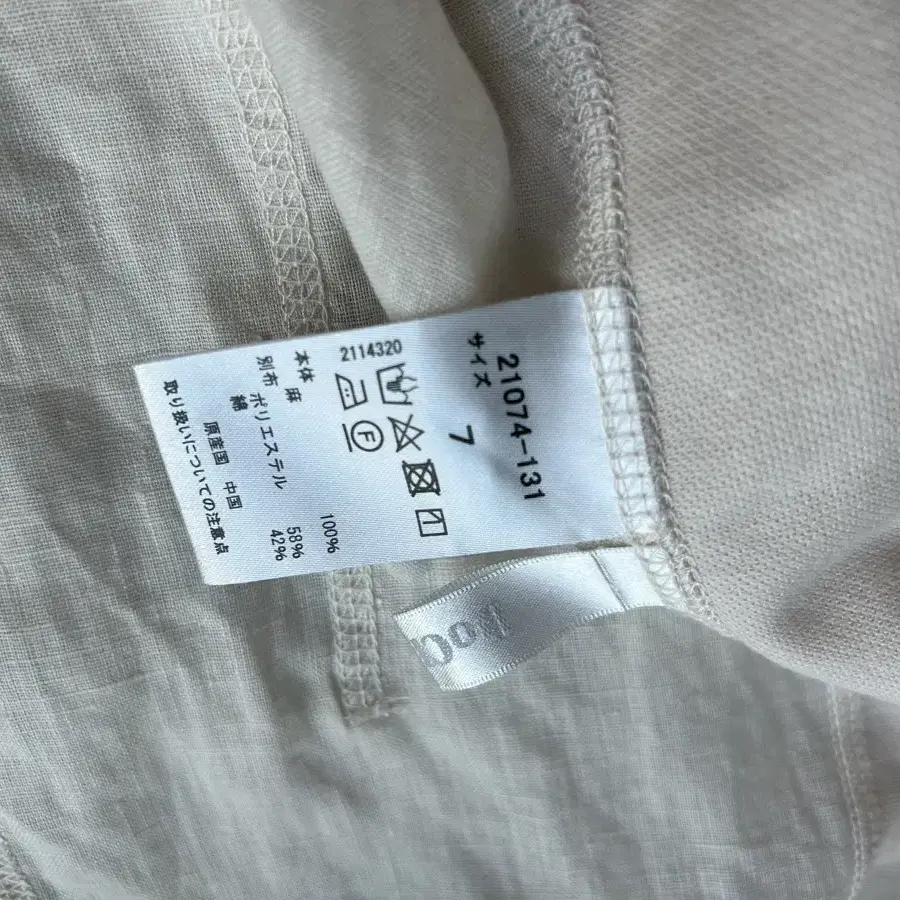 21074-131
サイズ
7
2114320
F
本体 麻 100%
別布 ポリエステル 58%
綿 42%
原産国 中国
取り扱いについての注意点